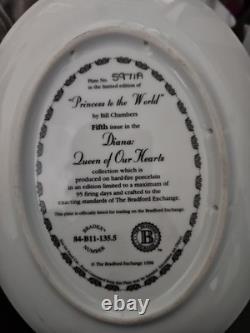 Plate No. 5971A
in the limited edition of
"Princess to the World"
by Bill Chambers
Fifth issue in the
Diana:
Queen of Our Hearts
collection which is
produced on hard-fire porcelain
in an edition limited to a maximum of
95 firing days and crafted to the
exacting standards of The Bradford Exchange.
This plate is officially listed for trading on the Bradford Exchange.
BRADEX
84-B11-135.5
NUMBER
B
© The Bradford Exchange